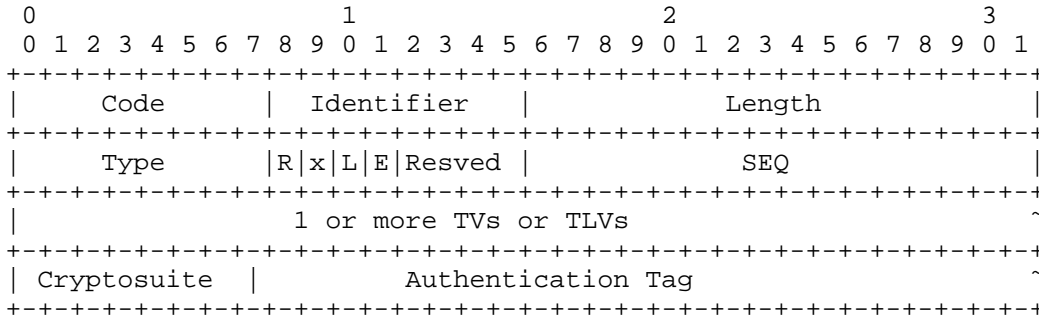 0                   1                   2                   3
 0 1 2 3 4 5 6 7 8 9 0 1 2 3 4 5 6 7 8 9 0 1 2 3 4 5 6 7 8 9 0 1
+-+-+-+-+-+-+-+-+-+-+-+-+-+-+-+-+-+-+-+-+-+-+-+-+-+-+-+-+-+-+-+-+
|     Code      |  Identifier   |            Length             |
+-+-+-+-+-+-+-+-+-+-+-+-+-+-+-+-+-+-+-+-+-+-+-+-+-+-+-+-+-+-+-+-+
|     Type      |R|x|L|E|Resved |             SEQ               |
+-+-+-+-+-+-+-+-+-+-+-+-+-+-+-+-+-+-+-+-+-+-+-+-+-+-+-+-+-+-+-+-+
|                 1 or more TVs or TLVs                         ~
+-+-+-+-+-+-+-+-+-+-+-+-+-+-+-+-+-+-+-+-+-+-+-+-+-+-+-+-+-+-+-+-+
| Cryptosuite  |         Authentication Tag                     ~
+-+-+-+-+-+-+-+-+-+-+-+-+-+-+-+-+-+-+-+-+-+-+-+-+-+-+-+-+-+-+-+-+